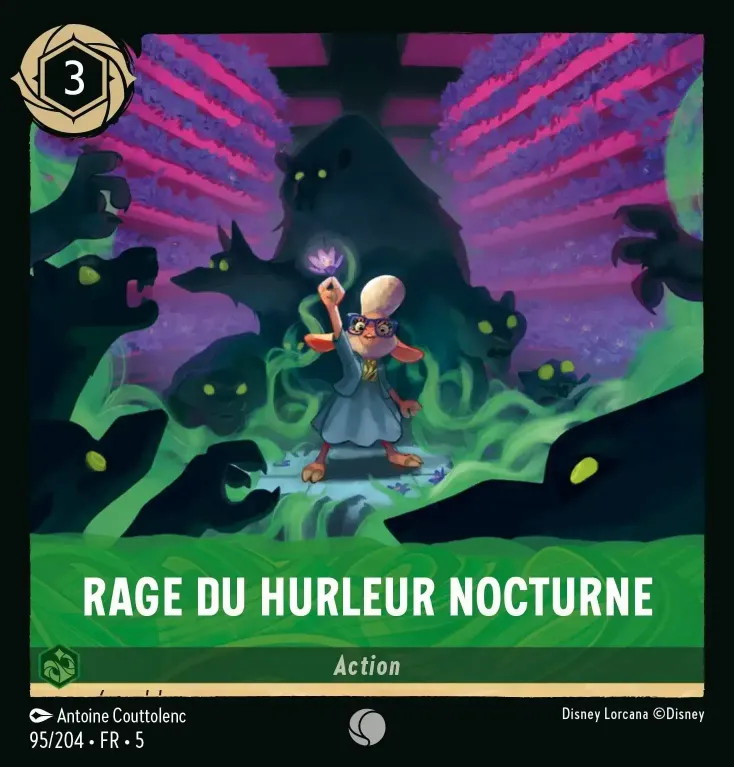 3
RAGE DU HURLEUR NOCTURNE
Action
Antoine Couttolenc
Disney Lorcana ©Disney
95/204 • FR • 5